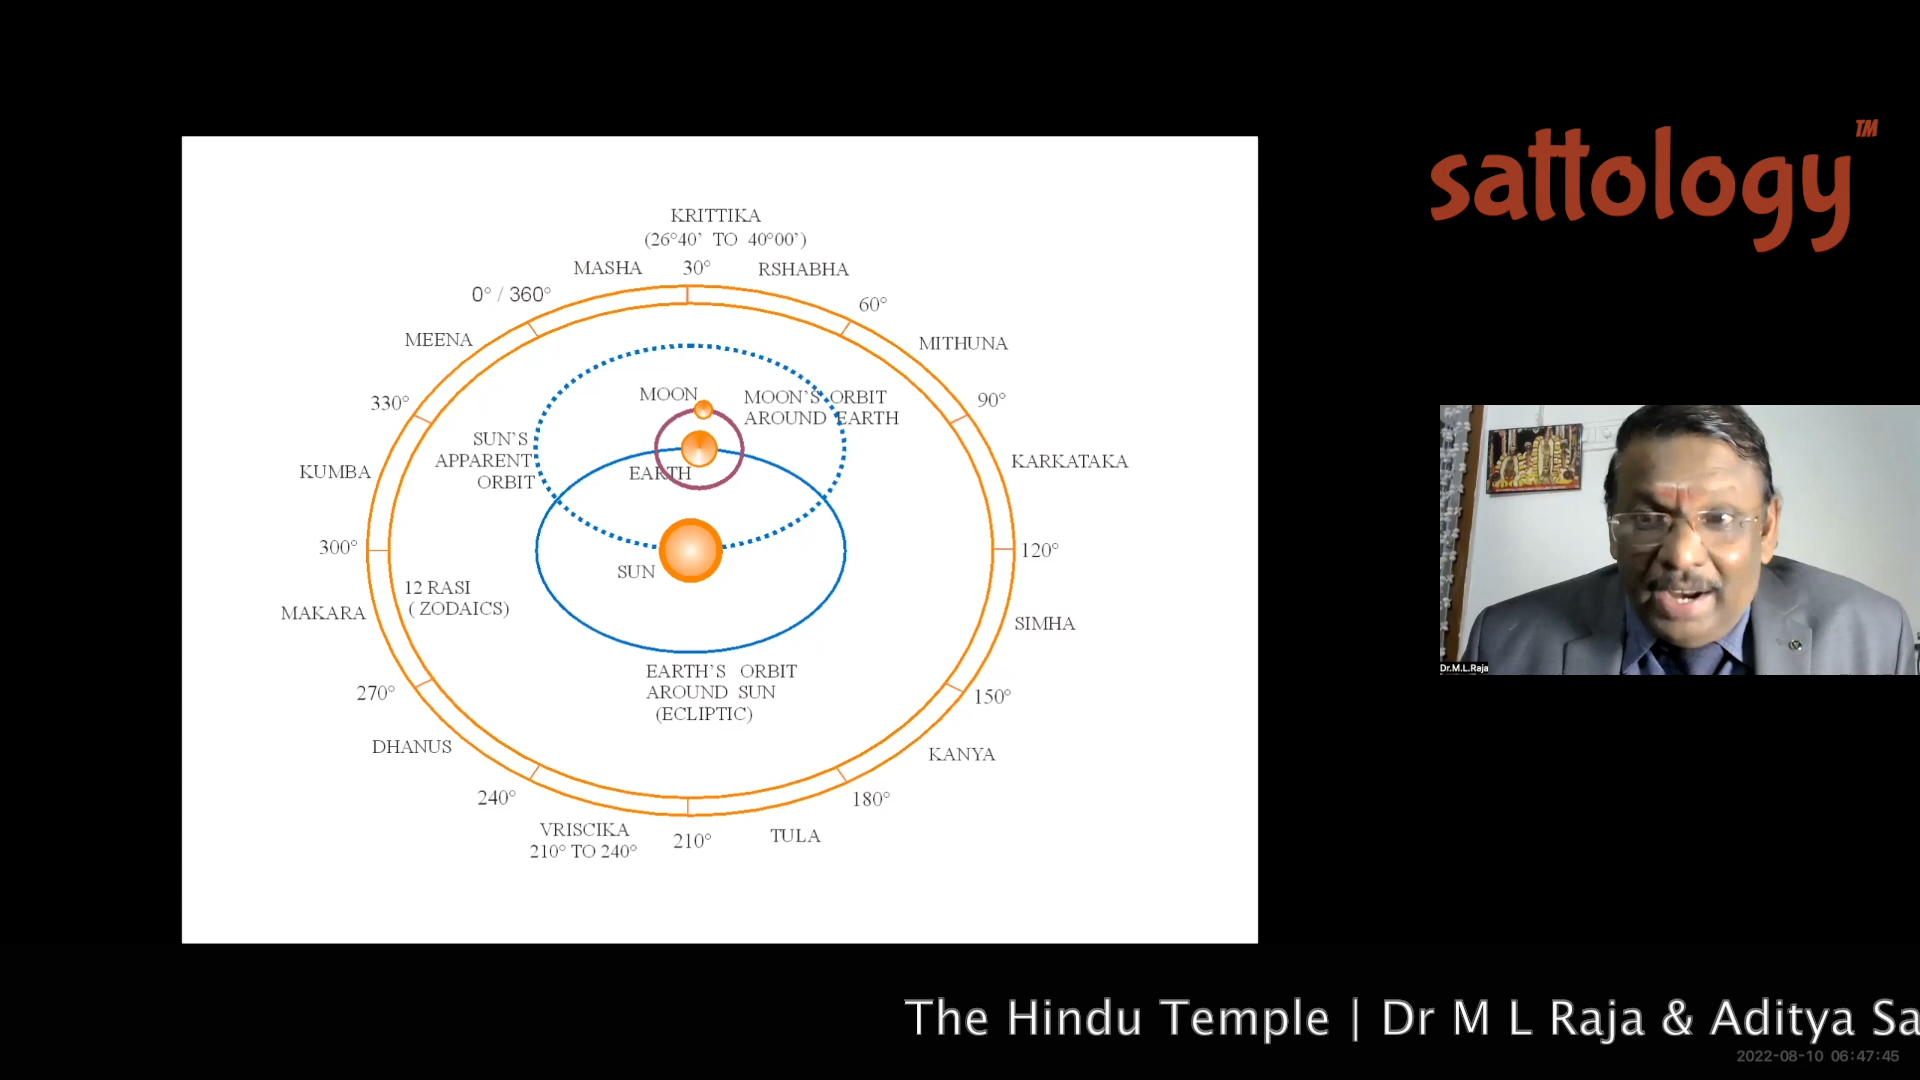 sattology
TM
KRITTIKA
(26°40' TO 40°00')
MASHA 30° RSHABHA
0° / 360°
60°
MEENA
MITHUNA
330°
90°
MOON
MOON'S ORBIT
AROUND EARTH
SUN'S
APPARENT
ORBIT
EARTH
KUMBA
KARKATAKA
300°
120°
SUN
12 RASI
( ZODAICS)
MAKARA
SIMHA
EARTH'S ORBIT
AROUND SUN
(ECLIPTIC)
270°
150°
DHANUS
KANYA
240°
180°
VRISCIKA
210° TO 240°
210°
TULA
Dr.M.L.Raja
The Hindu Temple | Dr M L Raja & Aditya Sa
2022-08-10 06:47:45